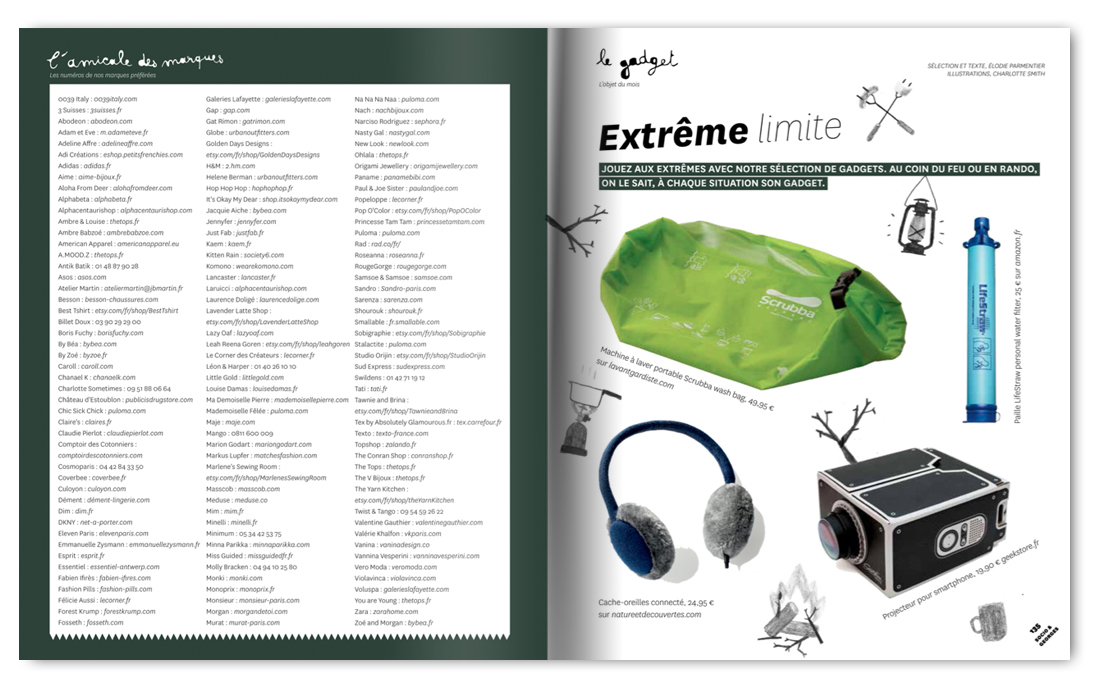 l'amicale des marques
Les numéros de nos marques préférées
0039 Italy : 0039italy.com
3 Suisses : 3suisses.fr
Abodeon : abodeon.com
Adam et Eve : m.adameteve.fr
Adeline Affre : adelineaffre.com
Adi Créations : eshop.petitsfrenchies.com
Adidas : adidas.fr
Aime : aime-bijoux.fr
Aloha From Deer : alohafromdeer.com
Alphabeta : alphabeta.fr
Alphacentaurishop : alphacentaurishop.com
Ambre & Louise : thetops.fr
Ambre Babzoé : ambrebabzoe.com
American Apparel : americanapparel.eu
A.MOOD.Z : thetops.fr
Antik Batik : 01 48 87 90 28
Asos : asos.com
Atelier Martin : ateliermartin@jbmartin.fr
Besson : besson-chaussures.com
Best Tshirt : etsy.com/fr/shop/BestTshirt
Billet Doux : 03 90 29 29 00
Boris Fuchy : borisfuchy.com
By Béa : bybea.com
By Zoé : byzoe.fr
Caroll : caroll.com
Chanael K : chanaelk.com
Charlotte Sometimes : 09 51 88 06 64
Château d'Estoublon : publicisdrugstore.com
Chic Sick Chick : puloma.com
Claire's : claires.fr
Claudie Pierlot : claudiepierlot.com
Comptoir des Cotonniers :
comptoirdescotonniers.com
Cosmoparis : 04 42 84 33 50
Coverbee : coverbee.fr
Culoyon : culoyon.com
Dément : dément-lingerie.com
Dim : dim.fr
DKNY : net-a-porter.com
Eleven Paris : elevenparis.com
Emmanuelle Zysmann : emmanuellezysmann.fr
Esprit : esprit.fr
Essentiel : essentiel-antwerp.com
Fabien Ifirès : fabien-ifires.com
Fashion Pills : fashion-pills.com
Félicie Aussi : lecorner.fr
Forest Krump : forestkrump.com
Fosseth : fosseth.com
Galeries Lafayette : galerieslafayette.com
Gap : gap.com
Gat Rimon : gatrimon.com
Globe : urbanoutfitters.com
Golden Days Designs :
etsy.com/fr/shop/GoldenDaysDesigns
H&M : 2.hm.com
Helene Berman : urbanoutfitters.com
Hop Hop Hop : hophophop.fr
It's Okay My Dear : shop.itsokaymydear.com
Jacquie Aiche : bybea.com
Jennyfer : jennyfer.com
Just Fab : justfab.fr
Kaem : kaem.fr
Kitten Rain : society6.com
Komono : wearekomono.com
Lancaster : lancaster.fr
Laruicci : alphacentaurishop.com
Laurence Doligé : laurencedolige.com
Lavender Latte Shop :
etsy.com/fr/shop/LavenderLatteShop
Lazy Oaf : lazyoaf.com
Leah Reena Goren : etsy.com/fr/shop/leahgoren
Le Corner des Créateurs : lecorner.fr
Léon & Harper : 01 40 26 10 10
Little Gold : littlegold.com
Louise Damas : louisedamas.fr
Ma Demoiselle Pierre : mademoisellepierre.com
Mademoiselle Félée : puloma.com
Maje : maje.com
Mango : 0811 600 009
Marion Godart : mariongodart.com
Markus Lupfer : matchesfashion.com
Marlene's Sewing Room :
etsy.com/fr/shop/MarlenesSewingRoom
Masscob : masscob.com
Meduse : meduse.co
Mim : mim.fr
Minelli : minelli.fr
Minimum : 05 34 42 53 75
Minna Parikka : minnaparikka.com
Miss Guided : missguidedfr.fr
Molly Bracken : 04 94 10 25 80
Monki : monki.com
Monoprix : monoprix.fr
Monsieur : monsieur-paris.com
Morgan : morgandetoi.com
Murat : murat-paris.com
Na Na Na Naa : puloma.com
Nach : nachbijoux.com
Narciso Rodriguez : sephora.fr
Nasty Gal : nastygal.com
New Look : newlook.com
Ohlala : thetops.fr
Origami Jewellery : origamijewellery.com
Paname : panamebibi.com
Paul & Joe Sister : paulandjoe.com
Popeloppe : lecorner.fr
Pop O'Color : etsy.com/fr/shop/PopOColor
Princesse Tam Tam : princessetamtam.com
Puloma : puloma.com
Rad : rad.co/fr/
Roseanna : roseanna.fr
RougeGorge : rougegorge.com
Samsoe & Samsoe : samsoe.com
Sandro : Sandro-paris.com
Sarenza : sarenza.com
Shourouk : shourouk.fr
Smallable : fr.smallable.com
Sobigraphie : etsy.com/fr/shop/Sobigraphie
Stalactite : puloma.com
Studio Orijin : etsy.com/fr/shop/StudioOrijin
Sud Express : sudexpress.com
Swildens : 01 42 71 19 12
Tati : tati.fr
Tawnie and Brina :
etsy.com/fr/shop/TawnieandBrina
Tex by Absolutely Glamourous.fr : tex.carrefour.fr
Texto : texto-france.com
Topshop : zalando.fr
The Conran Shop : conranshop.fr
The Tops : thetops.fr
The V Bijoux : thetops.fr
The Yarn Kitchen :
etsy.com/fr/shop/theYarnKitchen
Twist & Tango : 09 54 59 26 22
Valentine Gauthier : valentinegauthier.com
Valérie Khalfon : vkparis.com
Vanina : vaninadesign.co
Vannina Vesperini : vanninavesperini.com
Vero Moda : veromoda.com
Violavinca : violavinca.com
Voluspa : galerieslafayette.com
You are Young : thetops.fr
Zara : zarahome.com
Zoé and Morgan : bybea.fr
le gadget
L'objet du mois
SÉLECTION ET TEXTE, ÉLODIE PARMENTIER
ILLUSTRATIONS, CHARLOTTE SMITH
Extrême limite
JOUEZ AUX EXTRÊMES AVEC NOTRE SÉLECTION DE GADGETS. AU COIN DU FEU OU EN RANDO,
ON LE SAIT, À CHAQUE SITUATION SON GADGET.
Scrubba
Machine à laver portable Scrubba wash bag, 49,95 €
sur lavantgardiste.com
LifeStraw
Paille LifeStraw personal water filter, 25 € sur amazon.fr
Cache-oreilles connecté, 24,95 €
sur natureetdecouvertes.com
Projecteur pour smartphone, 19,90 € geekstore.fr
135
SOCIO &
GEORGES